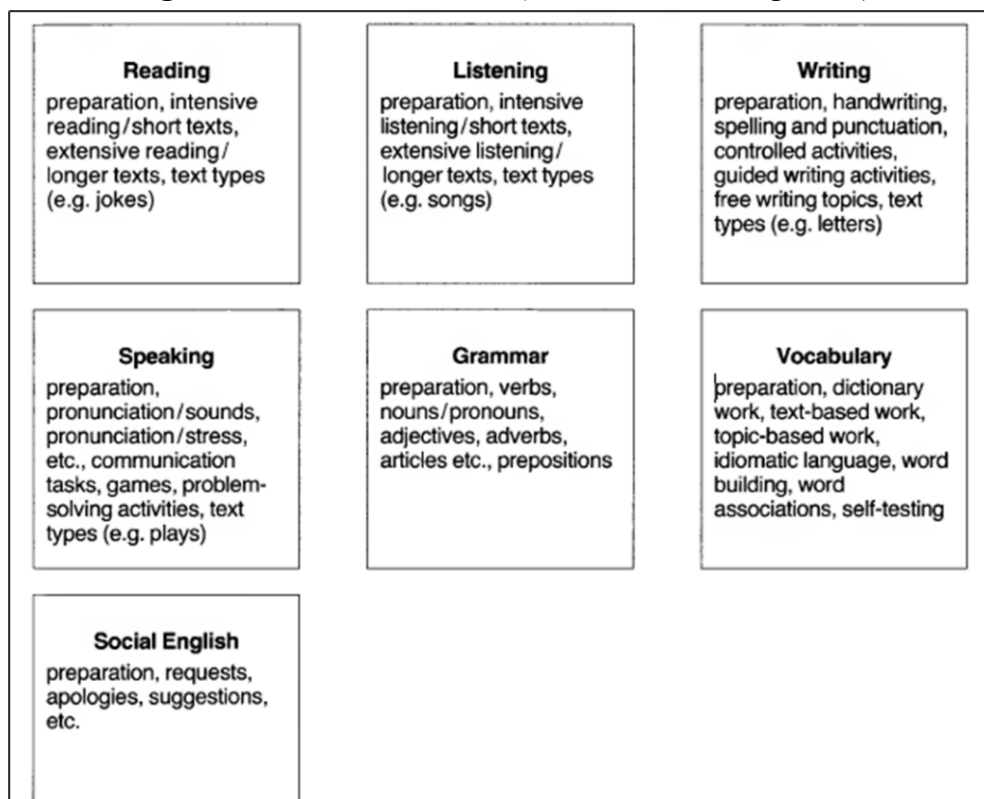 Reading
preparation, intensive
reading/short texts,
extensive reading/
longer texts, text types
(e.g. jokes)
Listening
preparation, intensive
listening/short texts,
extensive listening/
longer texts, text types
(e.g. songs)
Writing
preparation, handwriting,
spelling and punctuation,
controlled activities,
guided writing activities,
free writing topics, text
types (e.g. letters)
Speaking
preparation,
pronunciation/sounds,
pronunciation/stress,
etc., communication
tasks, games, problem-
solving activities, text
types (e.g. plays)
Grammar
preparation, verbs,
nouns/pronouns,
adjectives, adverbs,
articles etc., prepositions
Vocabulary
preparation, dictionary
work, text-based work,
topic-based work,
idiomatic language, word
building, word
associations, self-testing
Social English
preparation, requests,
apologies, suggestions,
etc.